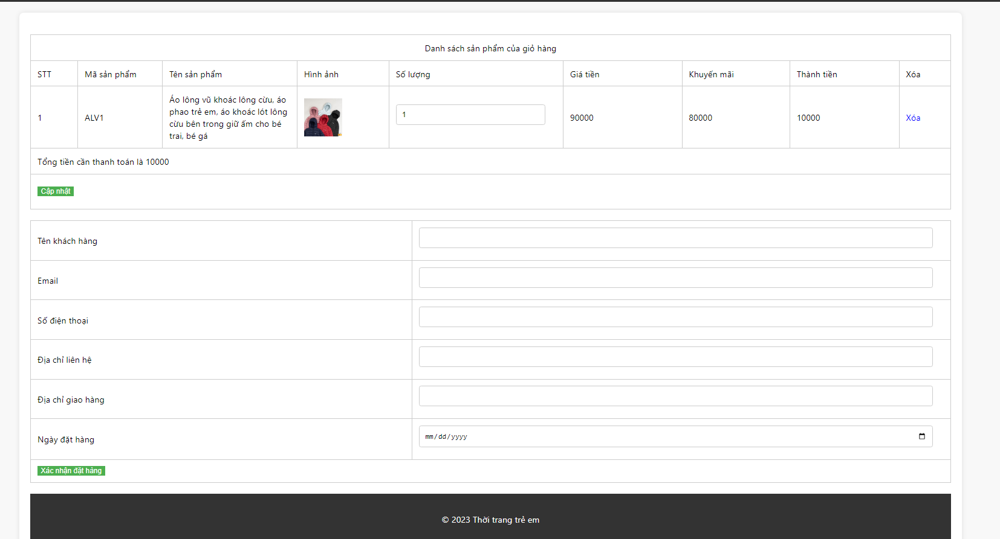 Danh sách sản phẩm của giỏ hàng
STT Mã sản phẩm Tên sản phẩm Hình ảnh Số lượng Giá tiền Khuyến mãi Thành tiền Xóa
1 ALV1 Áo lông vũ khoác lông cừu, áo
phao trẻ em, áo khoác lót lông
cừu bên trong giữ ấm cho bé
trai, bé gá
1 90000 80000 10000 Xóa
Tổng tiền cần thanh toán là 10000
Cập nhật
Tên khách hàng
Email
Số điện thoại
Địa chỉ liên hệ
Địa chỉ giao hàng
Ngày đặt hàng mm/dd/yyyy
Xác nhận đặt hàng
© 2023 Thời trang trẻ em